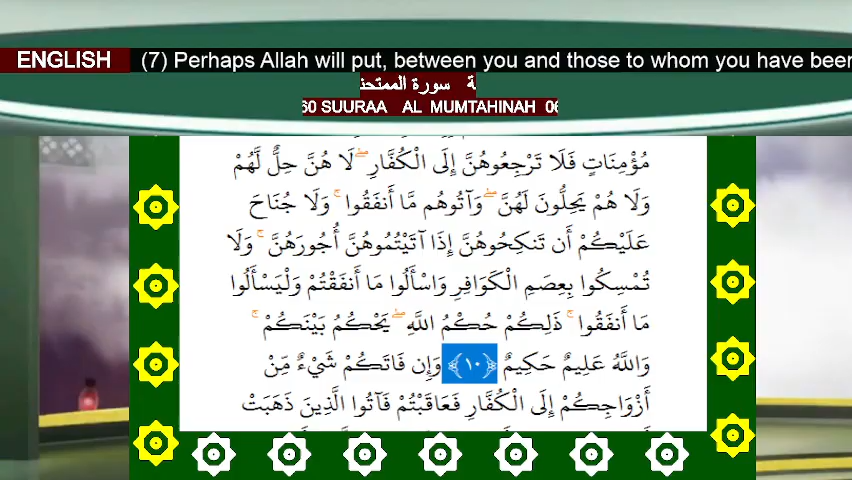 ENGLISH (7) Perhaps Allah will put, between you and those to whom you have been
سورة الممتحنة
60 SUURAA AL MUMTAHINAH 06
مُؤْمِنَاتٍ فَلَا تَرْجِعُوهُنَّ إِلَى الْكُفَّارِ ۖ لَا هُنَّ حِلٌّ لَّهُمْ
وَلَا هُمْ يَحِلُّونَ لَهُنَّ ۖ وَآتُوهُم مَّا أَنفَقُوا ۚ وَلَا جُنَاحَ
عَلَيْكُمْ أَن تَنكِحُوهُنَّ إِذَا آتَيْتُمُوهُنَّ أُجُورَهُنَّ ۚ وَلَا
تُمْسِكُوا بِعِصَمِ الْكَوَافِرِ وَاسْأَلُوا مَا أَنفَقْتُمْ وَلْيَسْأَلُوا
مَا أَنفَقُوا ۚ ذَٰلِكُمْ حُكْمُ اللَّهِ ۖ يَحْكُمُ بَيْنَكُمْ ۚ
وَاللَّهُ عَلِيمٌ حَكِيمٌ ﴿١٠﴾ وَإِن فَاتَكُمْ شَيْءٌ مِّنْ
أَزْوَاجِكُمْ إِلَى الْكُفَّارِ فَعَاقَبْتُمْ فَآتُوا الَّذِينَ ذَهَبَتْ